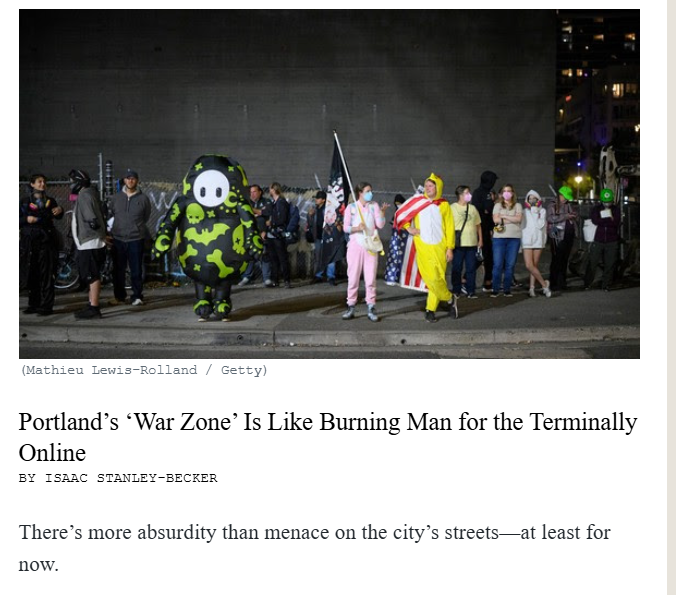 (Mathieu Lewis-Rolland / Getty)
Portland’s ‘War Zone’ Is Like Burning Man for the Terminally
Online
BY ISAAC STANLEY-BECKER
There’s more absurdity than menace on the city’s streets—at least for
now.